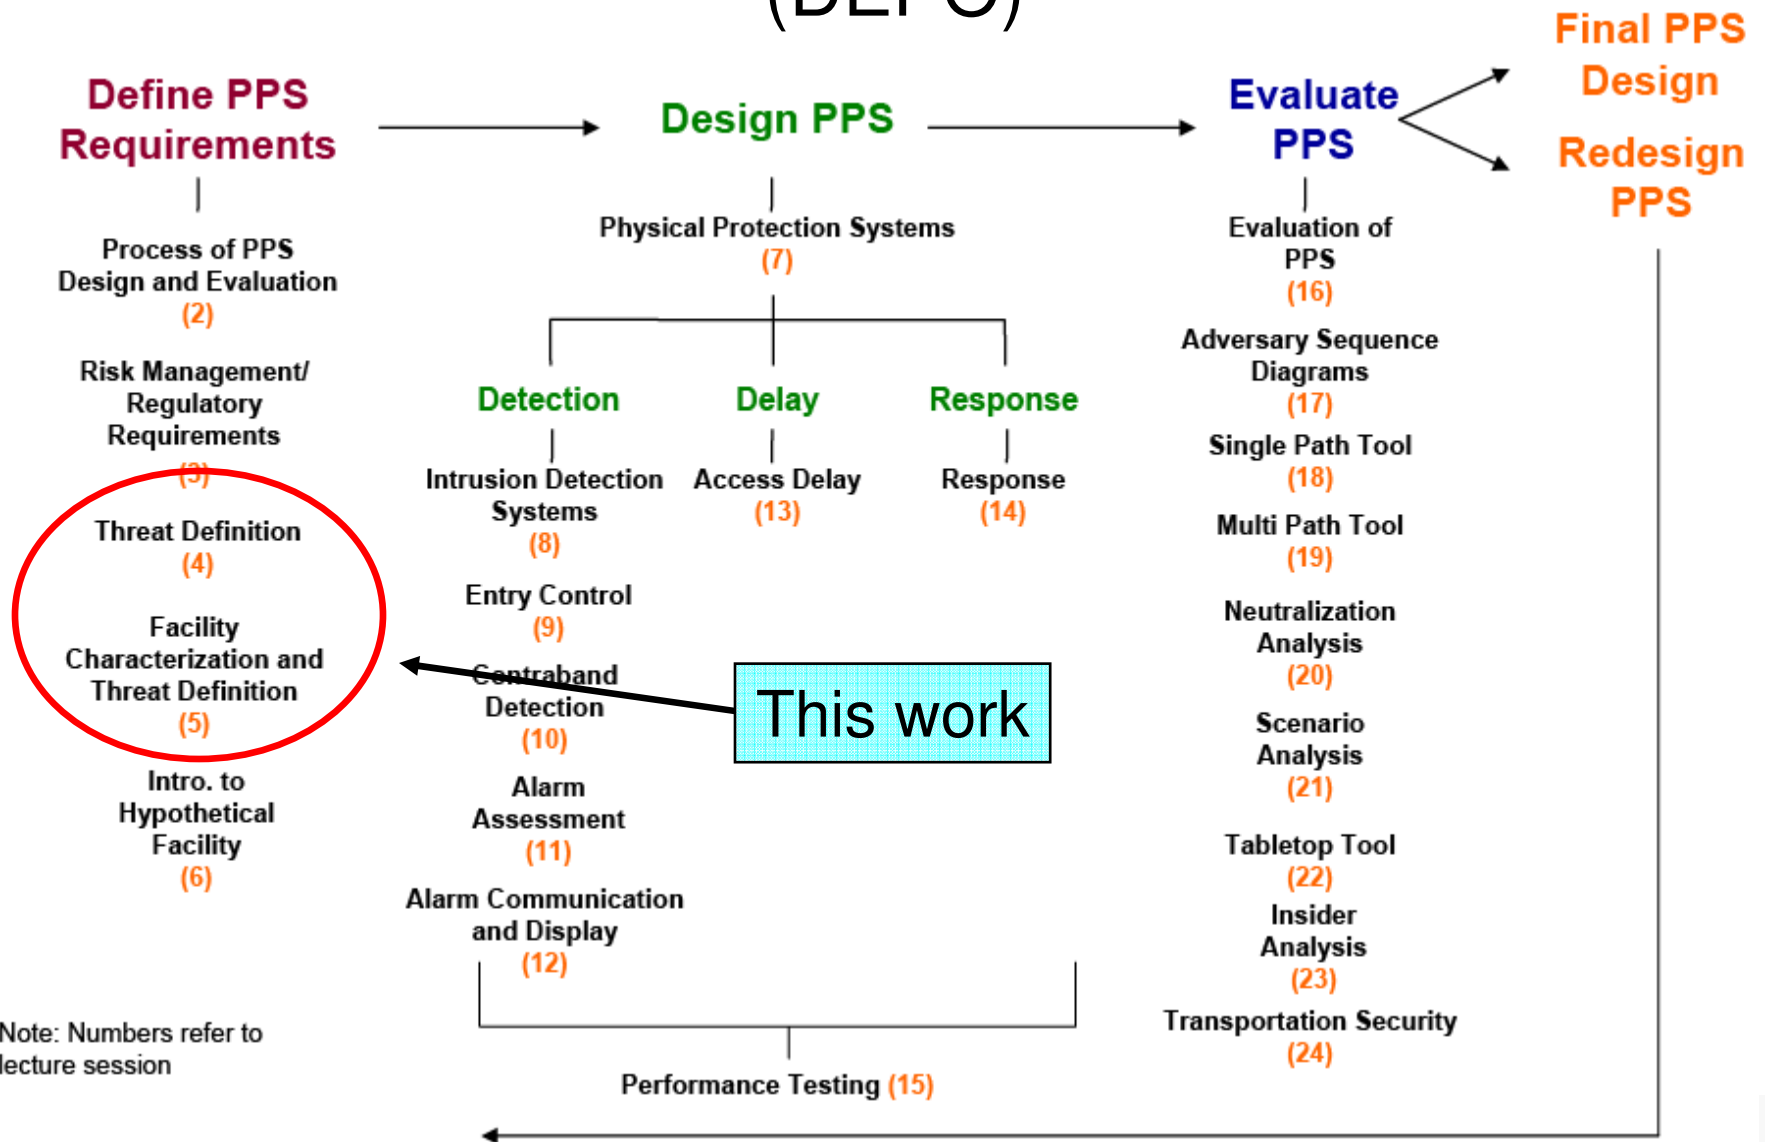 (DEPO)
Define PPS
Requirements
Process of PPS
Design and Evaluation
(2)
Risk Management/
Regulatory
Requirements
(3)
Threat Definition
(4)
Facility
Characterization and
Threat Definition
(5)
Intro. to
Hypothetical
Facility
(6)
Note: Numbers refer to
lecture session
Design PPS
Physical Protection Systems
(7)
Detection
Intrusion Detection
Systems
(8)
Entry Control
(9)
Contraband
Detection
(10)
Alarm
Assessment
(11)
Alarm Communication
and Display
(12)
Delay
Access Delay
(13)
Response
Response
(14)
This work
Performance Testing (15)
Evaluate
PPS
Evaluation of
PPS
(16)
Adversary Sequence
Diagrams
(17)
Single Path Tool
(18)
Multi Path Tool
(19)
Neutralization
Analysis
(20)
Scenario
Analysis
(21)
Tabletop Tool
(22)
Insider
Analysis
(23)
Transportation Security
(24)
Final PPS
Design
Redesign
PPS